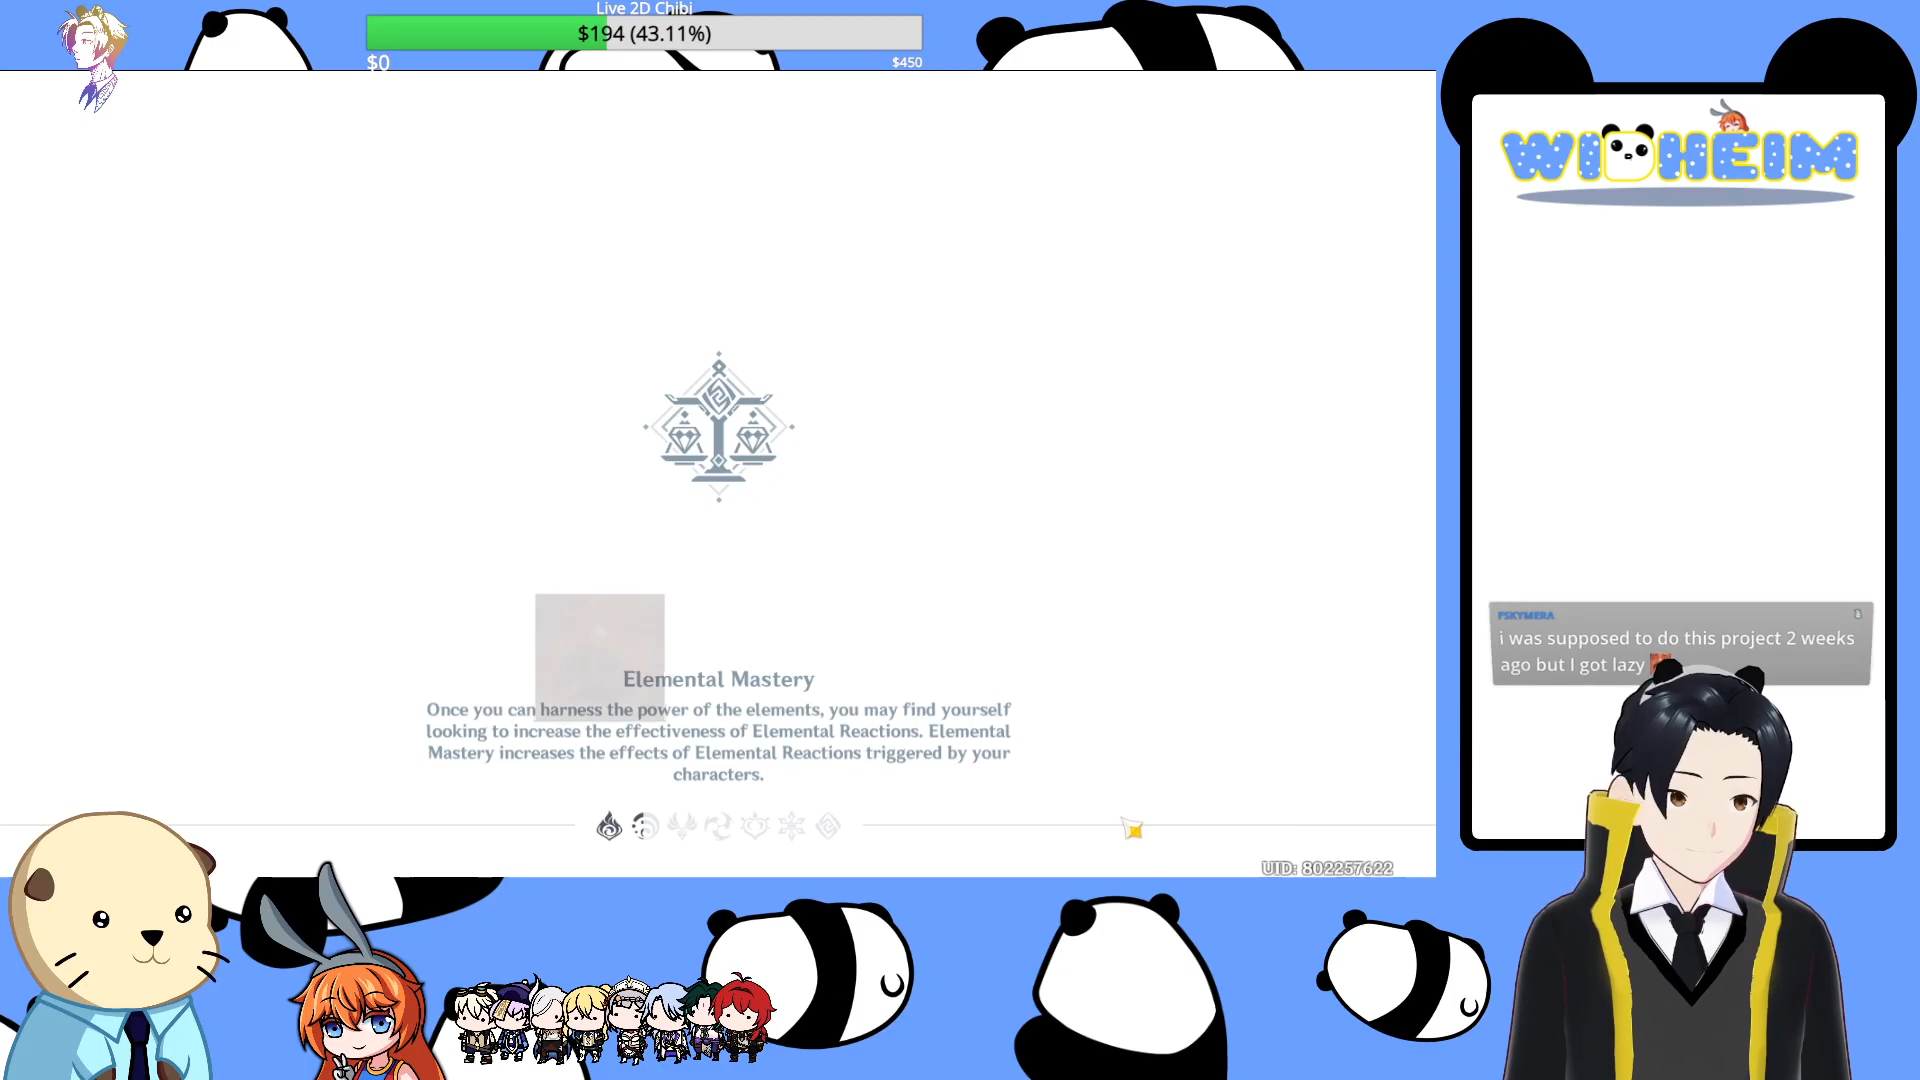 Live 2D Chibi
$194 (43.11%)
$0
$450
WIDHEIM
FSKYMERA
i was supposed to do this project 2 weeks
ago but I got lazy
Elemental Mastery
Once you can harness the power of the elements, you may find yourself
looking to increase the effectiveness of Elemental Reactions. Elemental
Mastery increases the effects of Elemental Reactions triggered by your
characters.
UID: 802257622